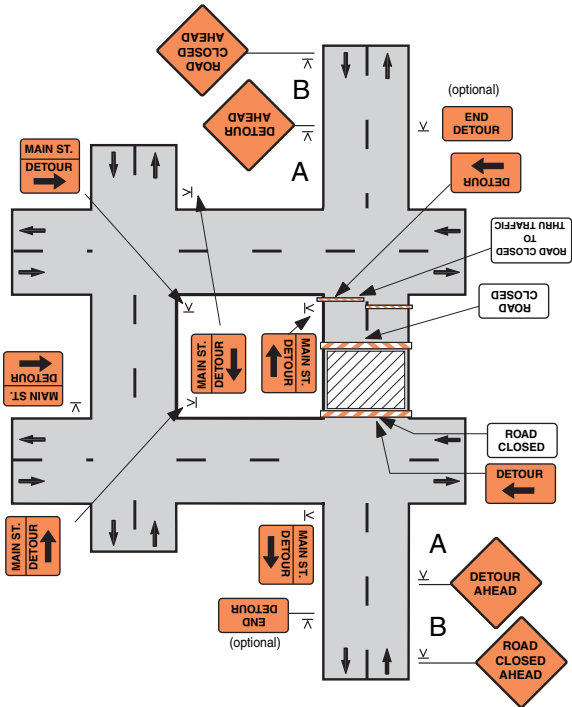 ROAD
CLOSED
AHEAD
B
DETOUR
AHEAD
A
(optional)
END
DETOUR
MAIN ST.
DETOUR
DETOUR
ROAD CLOSED
TO
THRU TRAFFIC
ROAD
CLOSED
MAIN ST.
DETOUR
MAIN ST.
DETOUR
MAIN ST.
DETOUR
ROAD
CLOSED
DETOUR
MAIN ST.
DETOUR
MAIN ST.
DETOUR
A
DETOUR
AHEAD
END
DETOUR
(optional)
B
ROAD
CLOSED
AHEAD